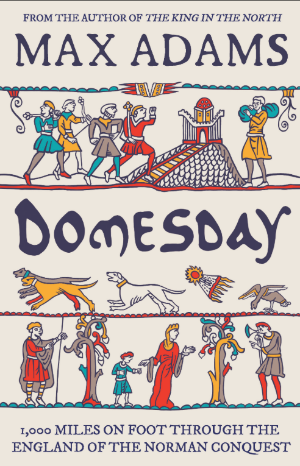 FROM THE AUTHOR OF THE KING IN THE NORTH
MAX ADAMS
DOMESDAY
1,000 MILES ON FOOT THROUGH THE
ENGLAND OF THE NORMAN CONQUEST